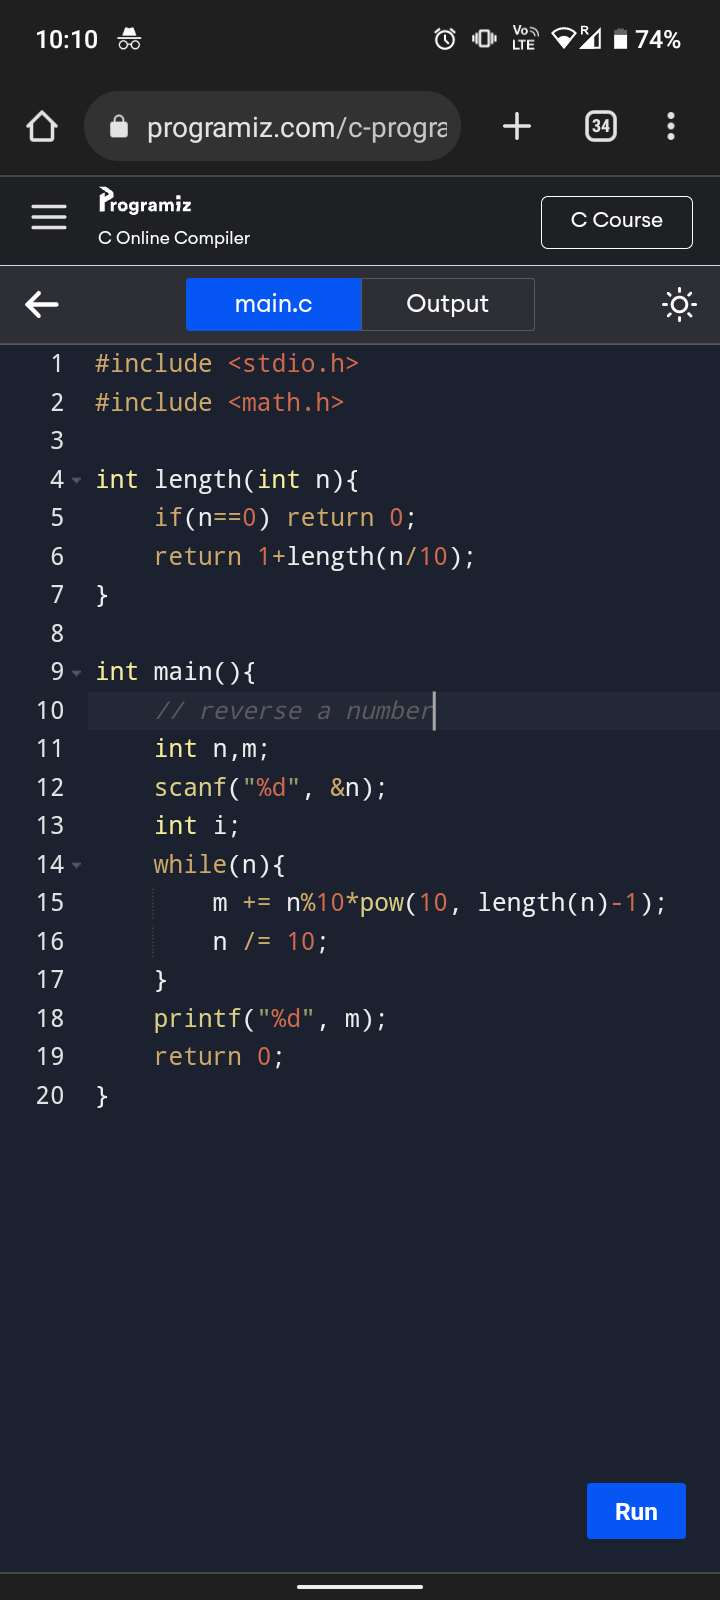 10:10 Vo LTE R 74%
programiz.com/c-progra 34
Programiz
C Online Compiler
C Course
main.c Output
1 #include <stdio.h>
2 #include <math.h>
3
4 int length(int n){
5     if(n==0) return 0;
6     return 1+length(n/10);
7 }
8
9 int main(){
10     // reverse a number
11     int n,m;
12     scanf("%d", &n);
13     int i;
14     while(n){
15         m += n%10*pow(10, length(n)-1);
16         n /= 10;
17     }
18     printf("%d", m);
19     return 0;
20 }
Run